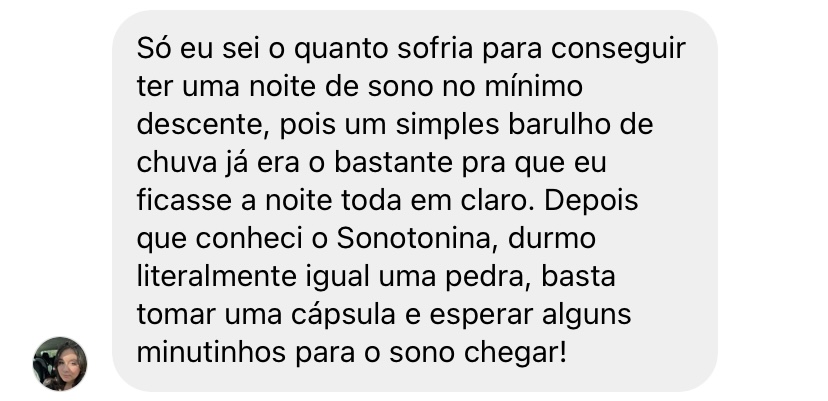 Só eu sei o quanto sofria para conseguir
ter uma noite de sono no mínimo
descente, pois um simples barulho de
chuva já era o bastante pra que eu
ficasse a noite toda em claro. Depois
que conheci o Sonotonina, durmo
literalmente igual uma pedra, basta
tomar uma cápsula e esperar alguns
minutinhos para o sono chegar!